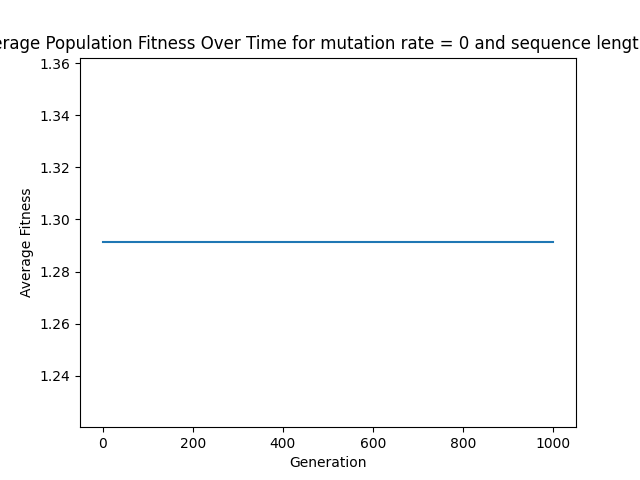 erage Population Fitness Over Time for mutation rate = 0 and sequence lengt
1.36
1.34
1.32
1.30
1.28
1.26
1.24
Average Fitness
0 200 400 600 800 1000
Generation